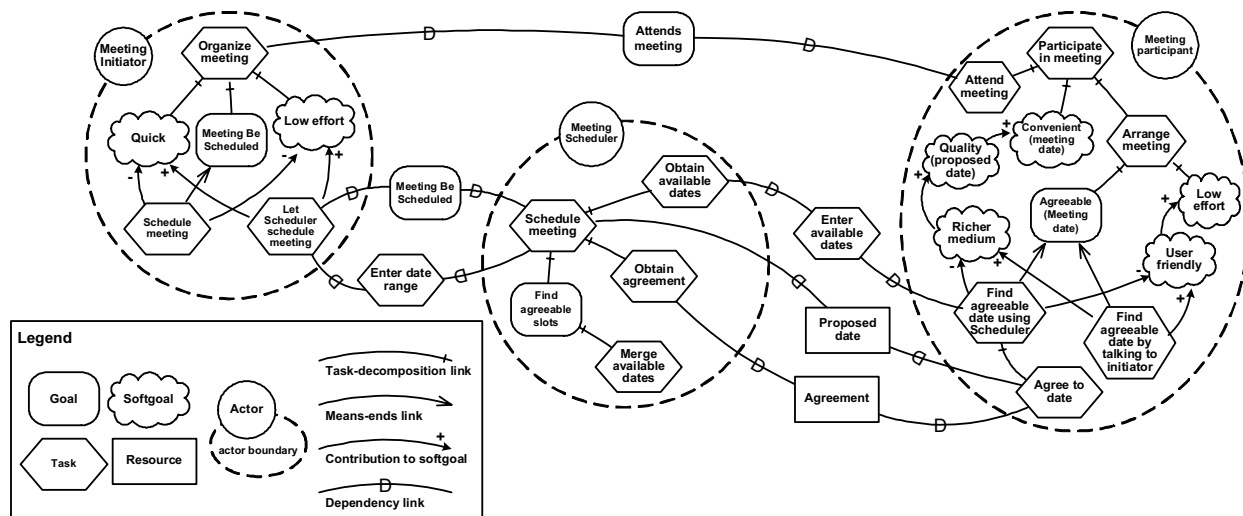 Meeting
Initiator
Organize
meeting
Quick
Meeting Be
Scheduled
Low effort
-
+
-
+
Schedule
meeting
Let
Scheduler
schedule
meeting
D
Attends
meeting
D
D
Meeting Be
Scheduled
D
D
Enter date
range
D
Meeting
Scheduler
Obtain
available
dates
Schedule
meeting
Obtain
agreement
Find
agreeable
slots
Merge
available
dates
D
Enter
available
dates
D
D
Proposed
date
D
D
Agreement
D
Meeting
participant
Participate
in meeting
Attend
meeting
Convenient
(meeting
date)
+
Quality
(proposed
date)
+
Arrange
meeting
Agreeable
(Meeting
date)
Low
effort
+
Richer
medium
User
friendly
-
+
-
+
Find
agreeable
date using
Scheduler
Find
agreeable
date by
talking to
initiator
Agree to
date
Legend
Goal
Softgoal
Task
Resource
Actor
actor boundary
Task-decomposition link
Means-ends link
+
Contribution to softgoal
D
Dependency link